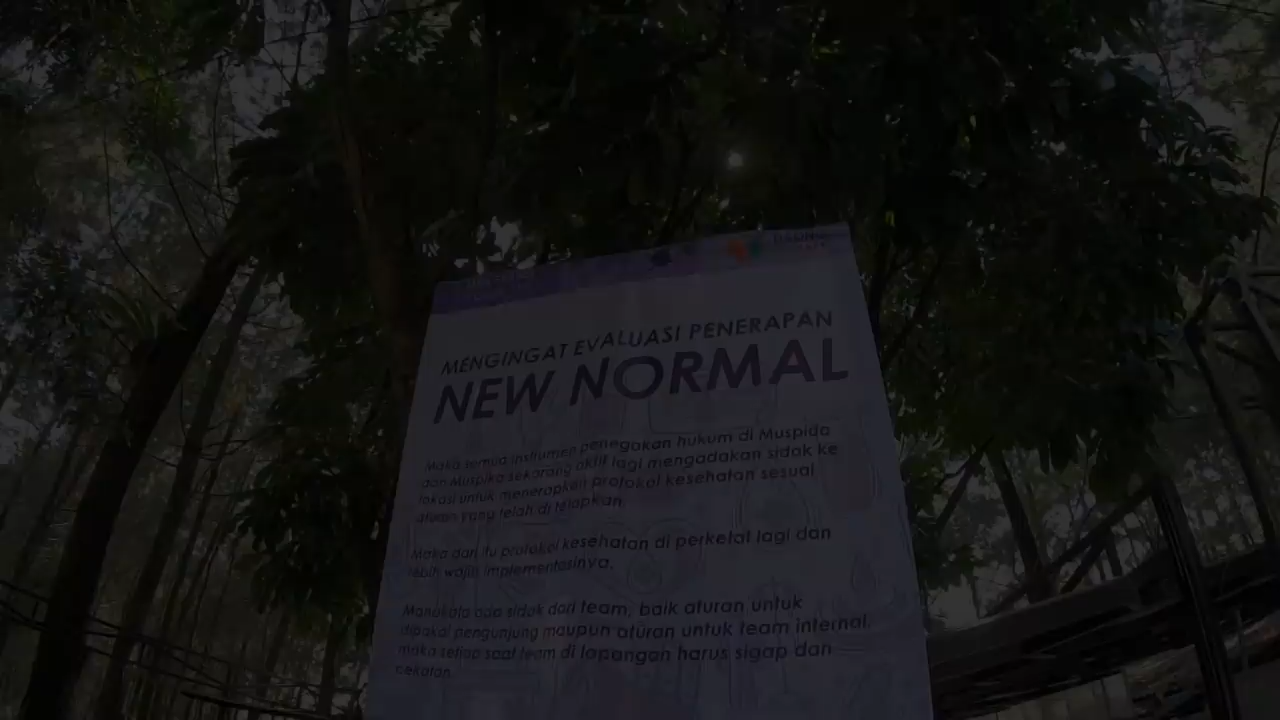 MENGINGAT EVALUASI PENERAPAN
NEW NORMAL
Maka semua instrumen penegakan hukum di Muspida
dan Muspika sekarang aktif lagi mengadakan sidak ke
lokasi untuk menerapkan protokol kesehatan sesuai
aturan yang telah di tetapkan.
Maka dari itu protokol kesehatan di perketat lagi dan
lebih wajib implementasinya.
Manakala ada sidak dari team, baik aturan untuk
dipakai pengunjung maupun aturan untuk team internal,
maka setiap saat team di lapangan harus sigap dan
cekatan